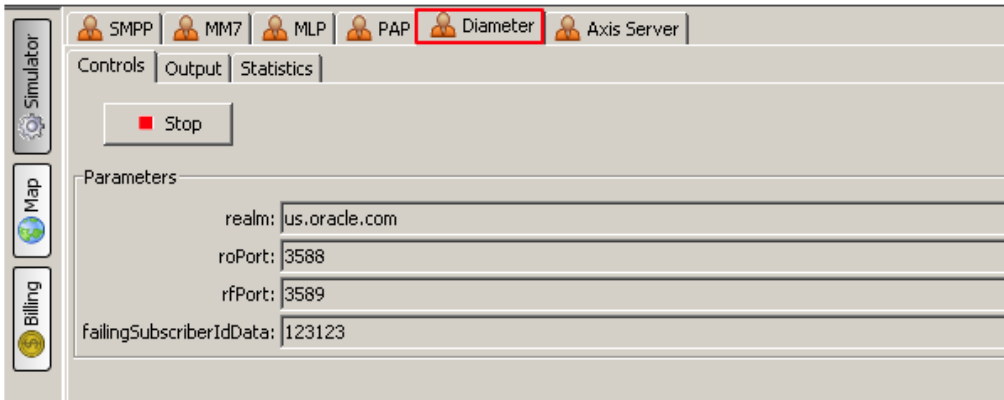 SMPP MM7 MLP PAP Diameter Axis Server
Controls Output Statistics
Stop
Parameters
realm: us.oracle.com
roPort: 3588
rfPort: 3589
failingSubscriberIdData: 123123
Simulator
Map
Billing